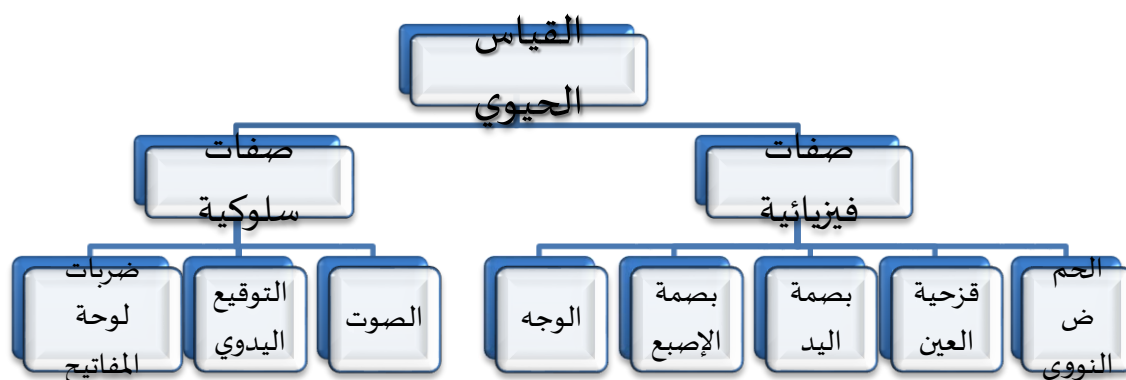 القياس
الحيوي
صفات
فيزيائية
صفات
سلوكية
الحم
ض
النووي
قزحية
العين
بصمة
اليد
بصمة
الإصبع
الوجه
الصوت
التوقيع
اليدوي
ضربات
لوحة
المفاتيح